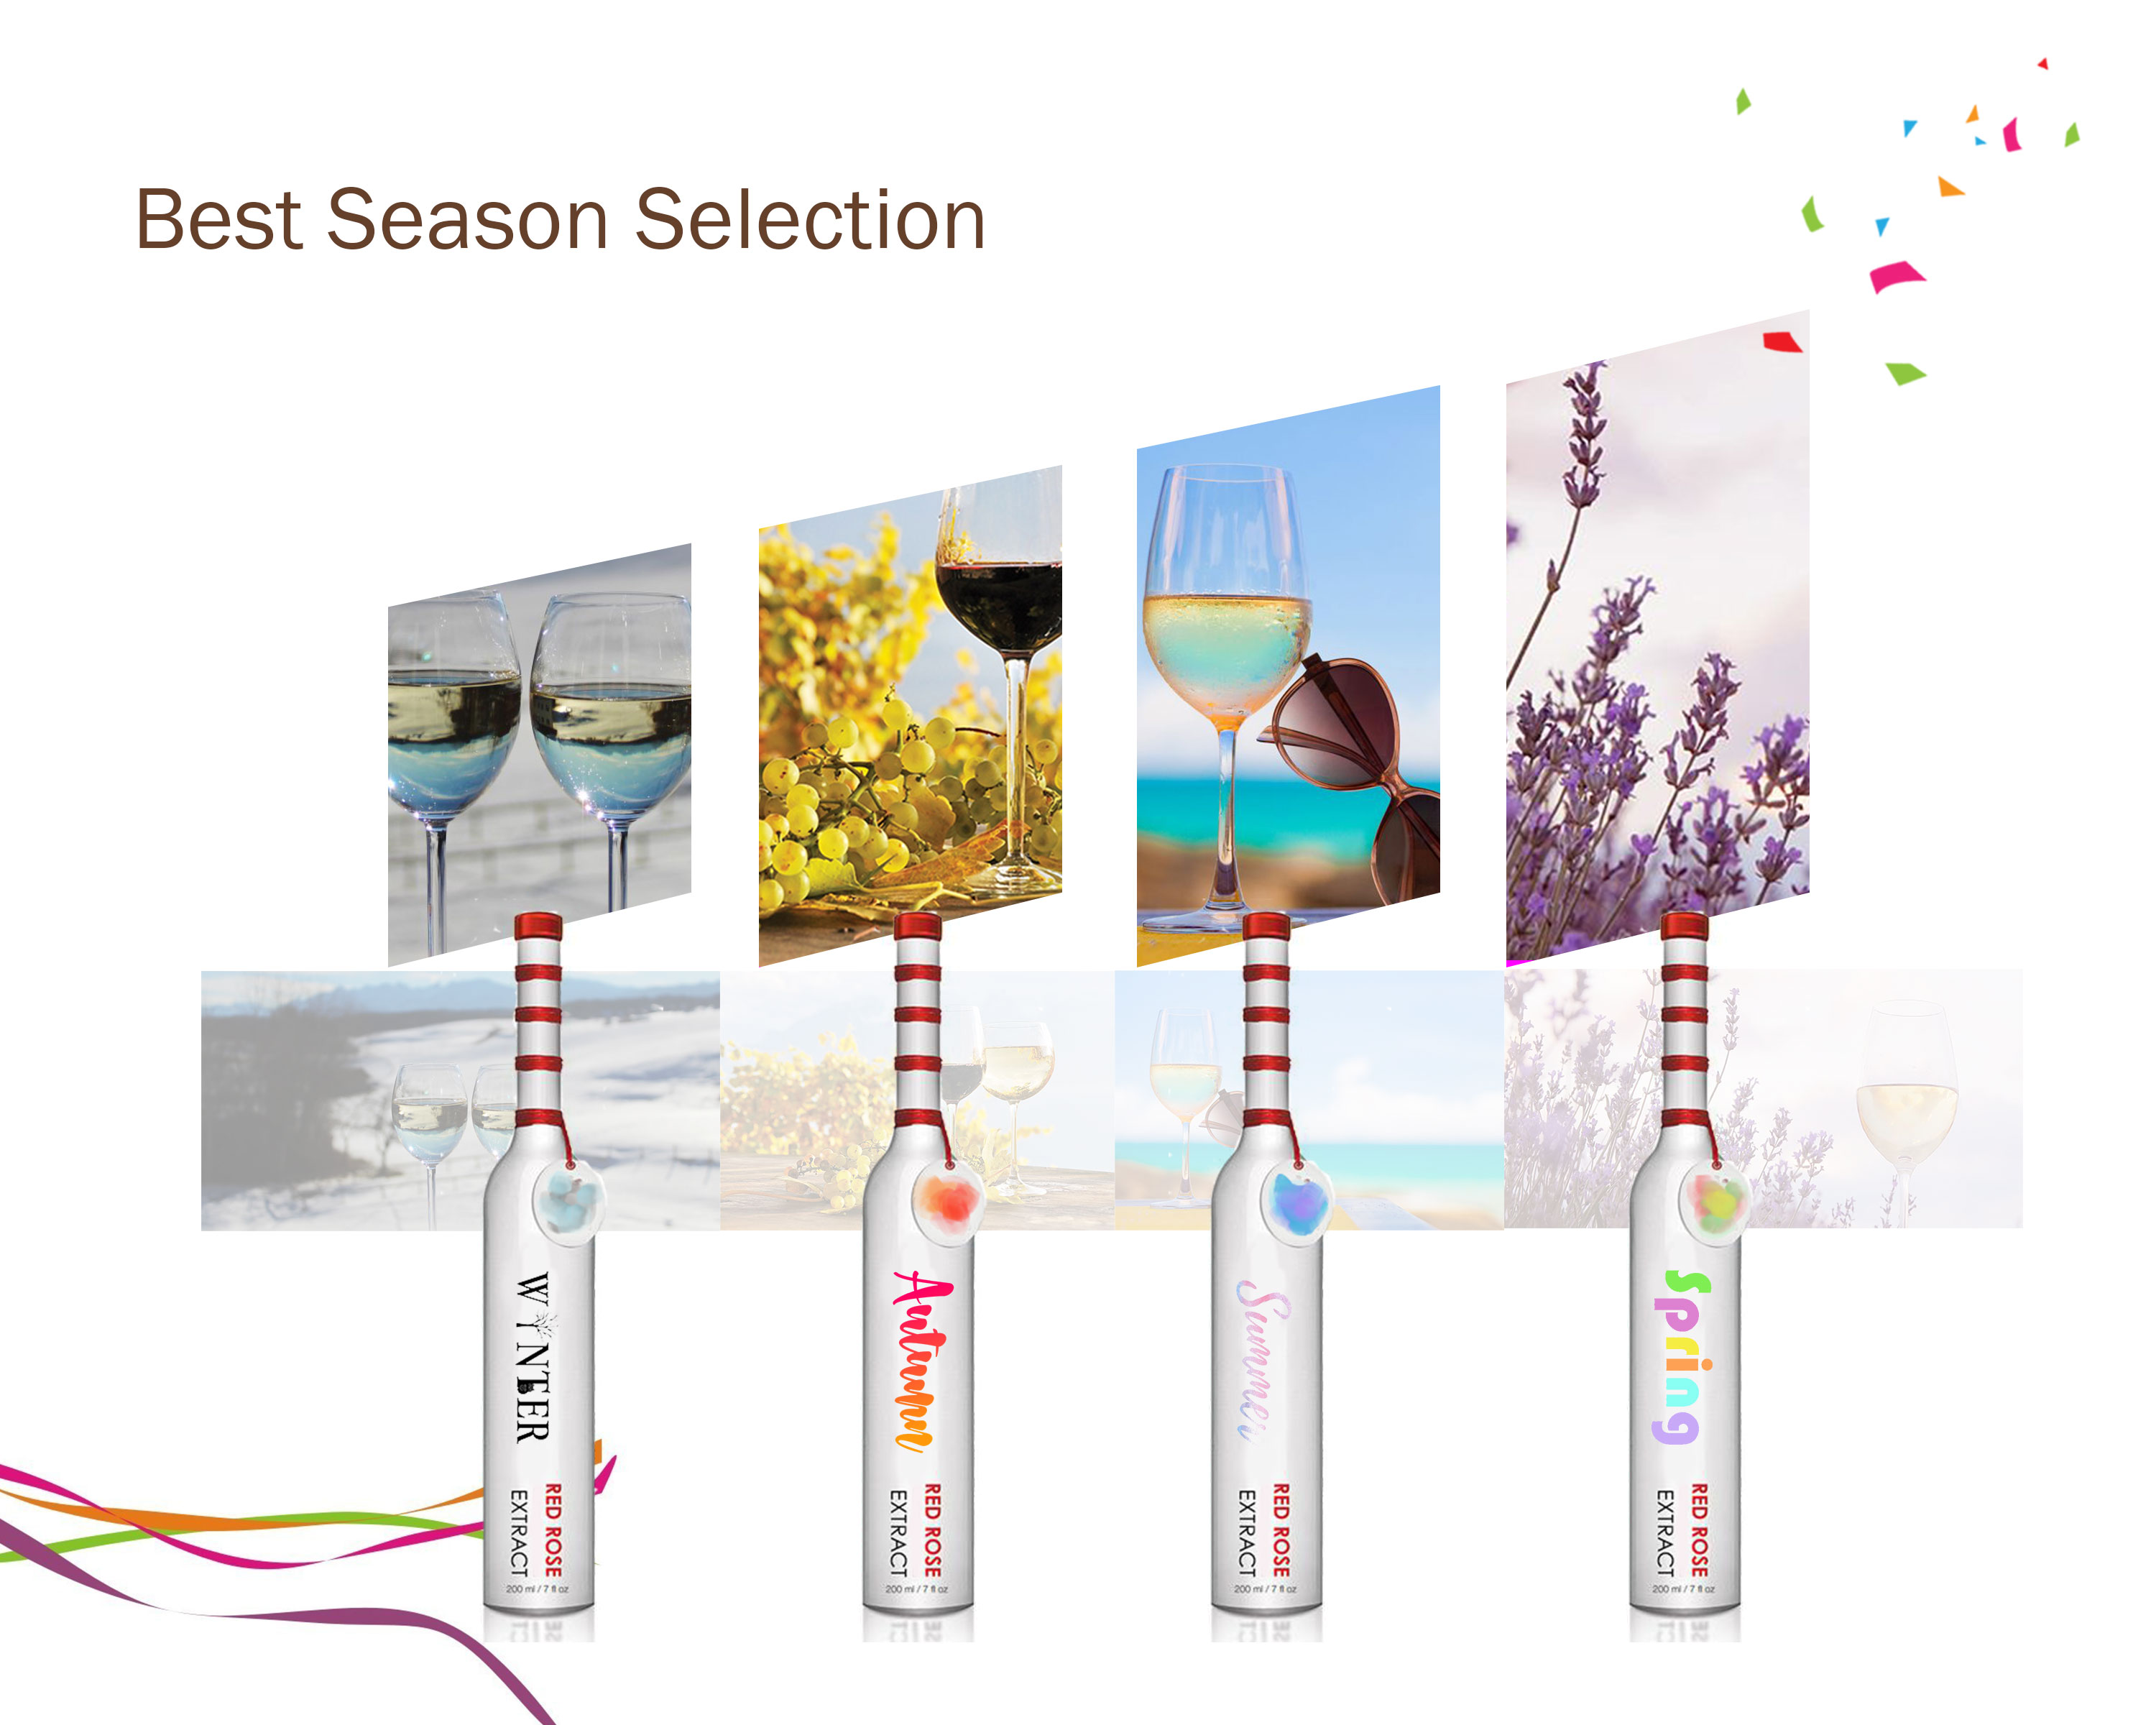 Best Season Selection
WYNTER
RED ROSE
EXTRACT
200 ml / 7 fl oz
Autumn
RED ROSE
EXTRACT
200 ml / 7 fl oz
Summer
RED ROSE
EXTRACT
200 ml / 7 fl oz
Spring
RED ROSE
EXTRACT
200 ml / 7 fl oz